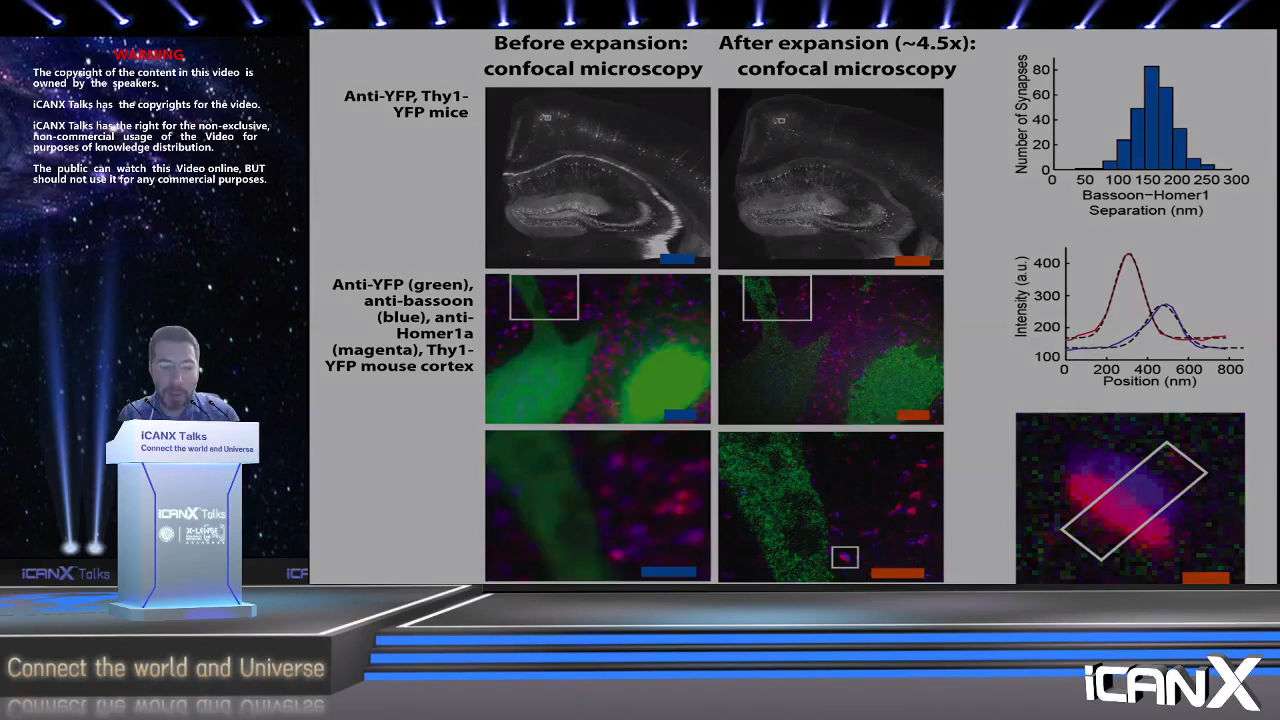 WARNING
The copyright of the content in this video is
owned by the speakers.
iCANX Talks has the copyrights for the video.
iCANX Talks has the right for the non-exclusive,
non-commercial usage of the Video for
purposes of knowledge distribution.
The public can watch this Video online, BUT
should not use it for any commercial purposes.
Before expansion:
confocal microscopy
After expansion (~4.5x):
confocal microscopy
Anti-YFP, Thy1-
YFP mice
Anti-YFP (green),
anti-bassoon
(blue), anti-
Homer1a
(magenta), Thy1-
YFP mouse cortex
Number of Synapses
80
60
40
20
0
0 50 100 150 200 250 300
Bassoon-Homer1
Separation (nm)
Intensity (a.u.)
400
300
200
100
0 200 400 600 800
Position (nm)
iCANX Talks
Connect the world and Universe
iCANX Talks
iCANX Talks
Connect the world and Universe
iCANX